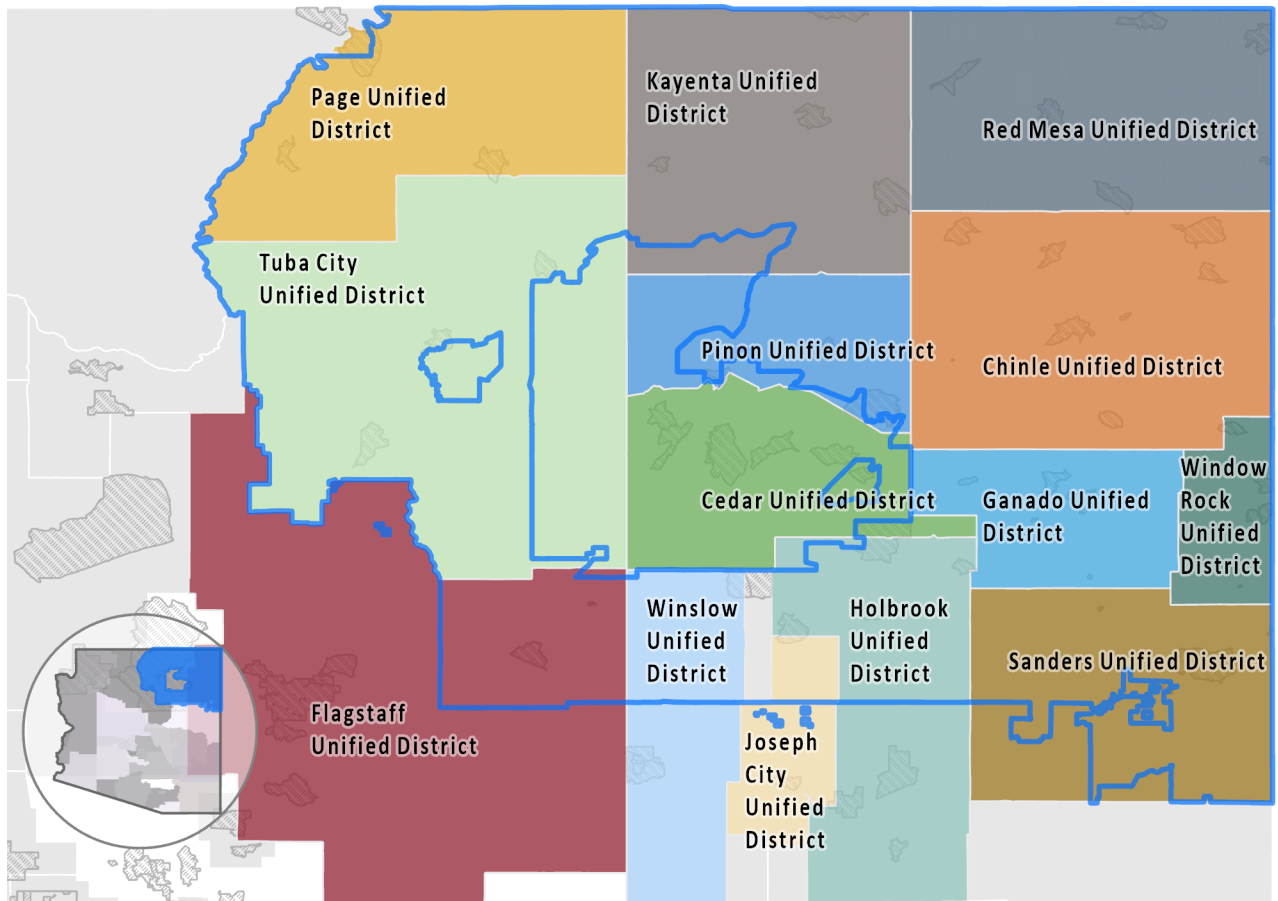 Page Unified
District
Kayenta Unified
District
Red Mesa Unified District
Tuba City
Unified District
Pinon Unified District
Chinle Unified District
Cedar Unified District
Ganado Unified
District
Window
Rock
Unified
District
Winslow
Unified
District
Holbrook
Unified
District
Sanders Unified District
Flagstaff
Unified District
Joseph
City
Unified
District